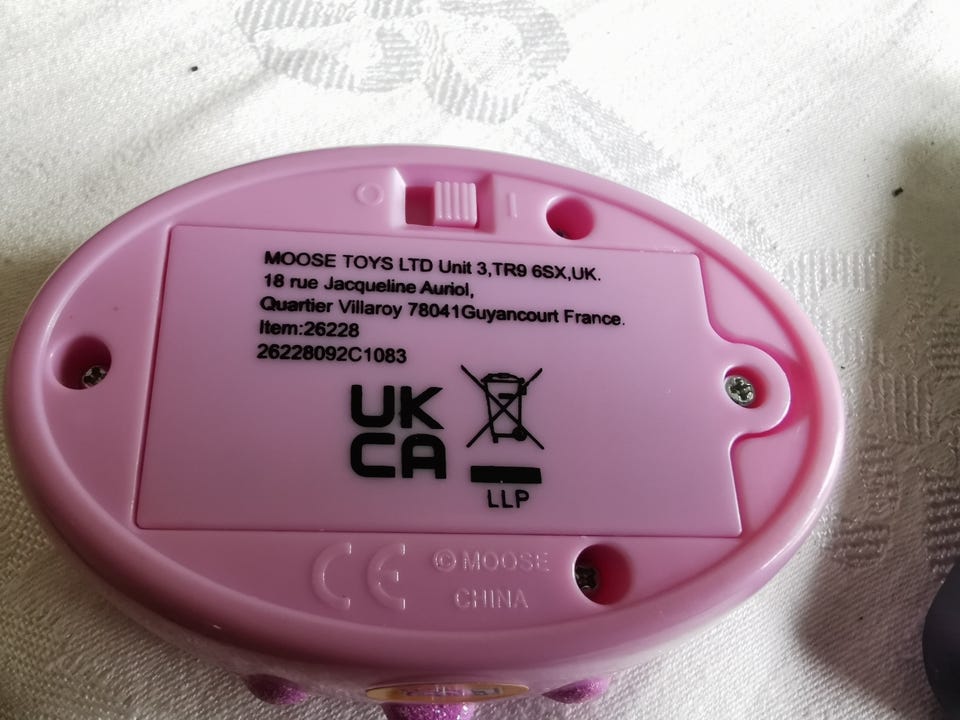 O I
MOOSE TOYS LTD Unit 3,TR9 6SX,UK.
18 rue Jacqueline Auriol,
Quartier Villaroy 78041Guyancourt France.
Item:26228
26228092C1083
UK
CA
LLP
CE © MOOSE
CHINA